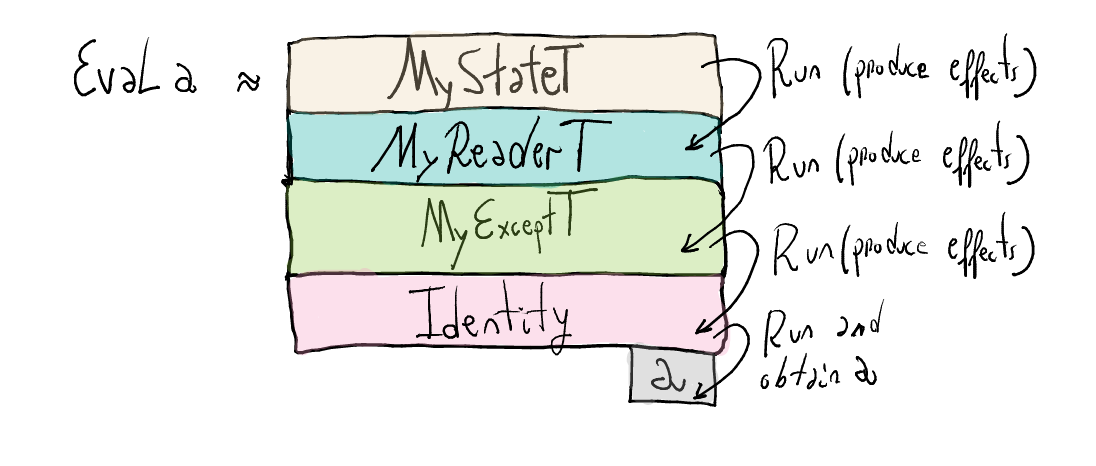 Eval a ≈
MyStateT
Run (produce effects)
MyReaderT
Run (produce effects)
MyExceptT
Run (produce effects)
Identity
Run and
obtain a
a